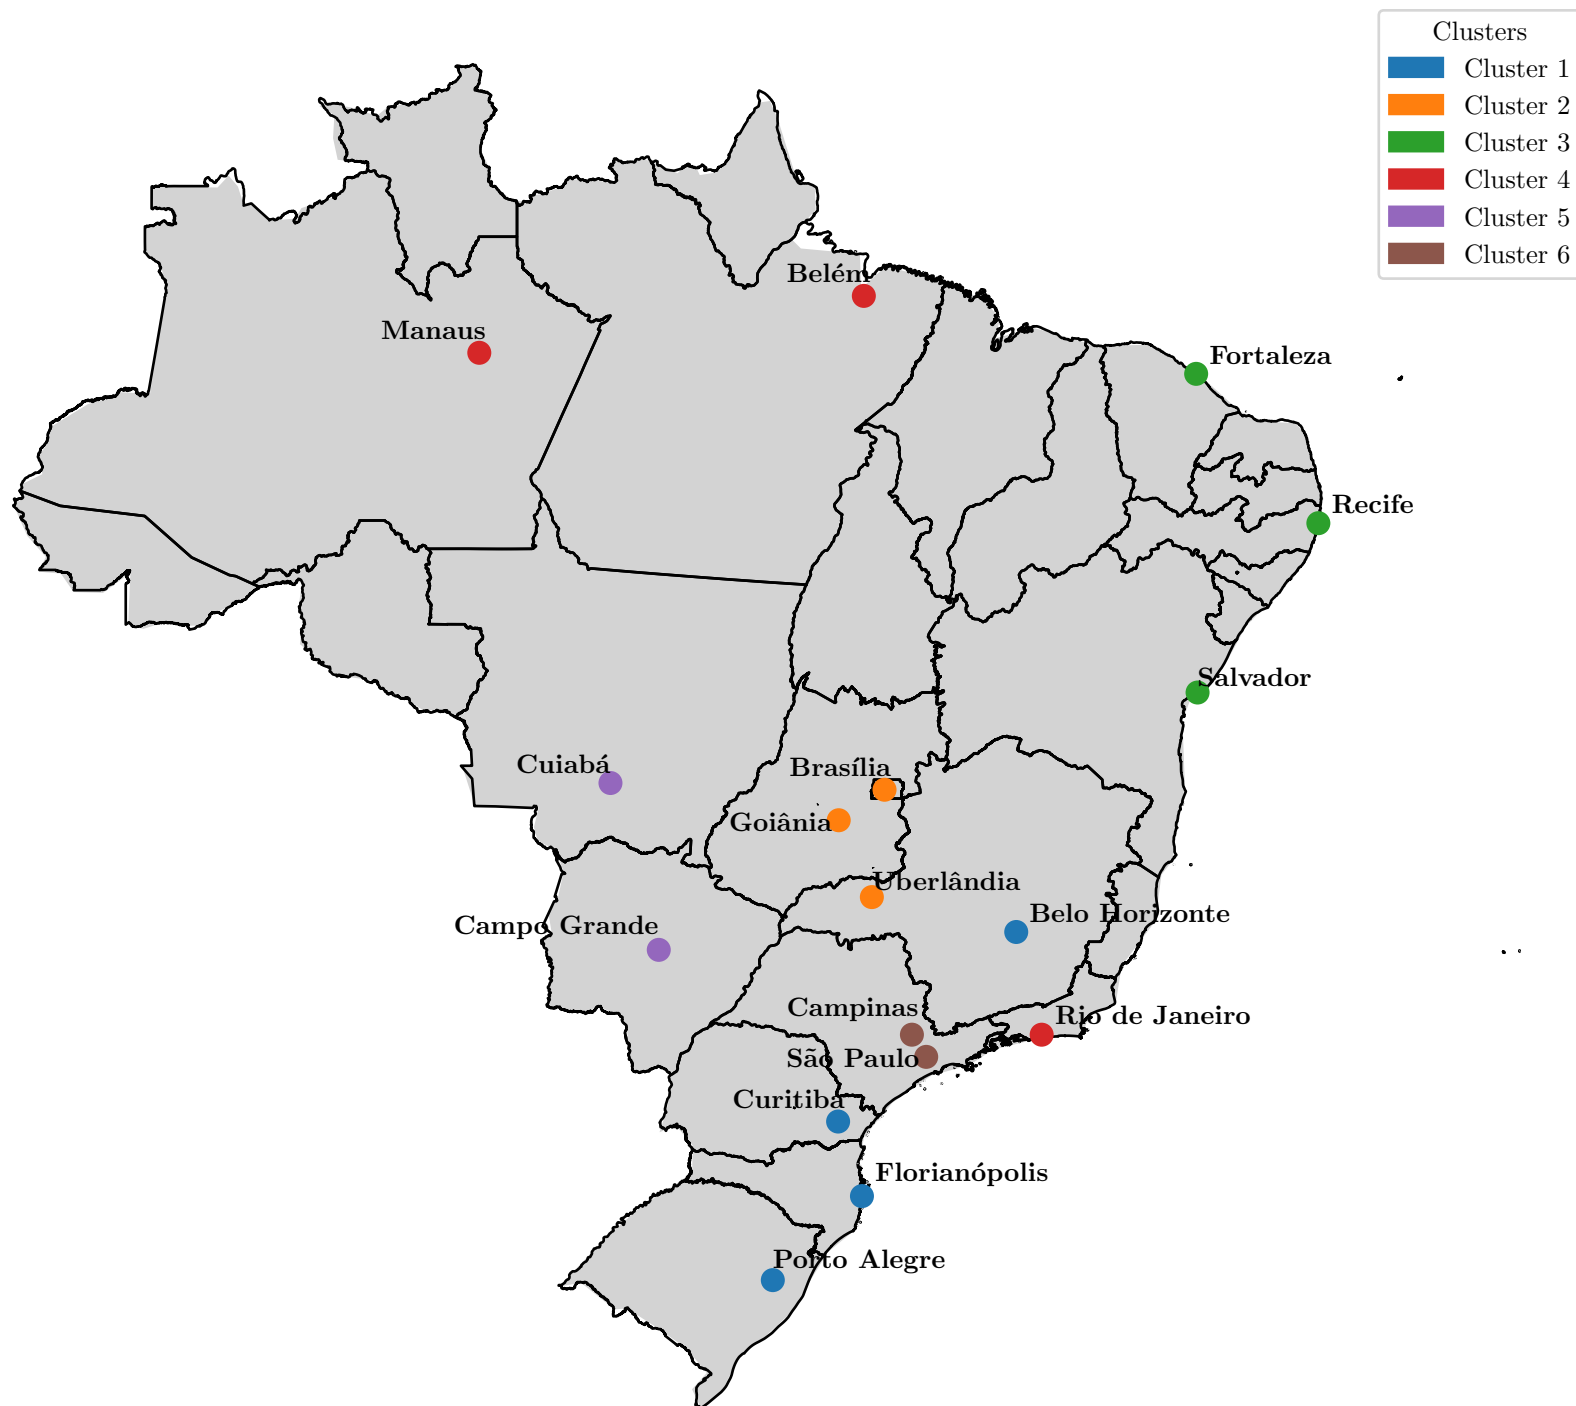 Clusters
Cluster 1
Cluster 2
Cluster 3
Cluster 4
Cluster 5
Cluster 6
Belém
Manaus
Fortaleza
Recife
Salvador
Cuiabá
Brasília
Goiânia
Uberlândia
Belo Horizonte
Campo Grande
Campinas
Rio de Janeiro
São Paulo
Curitiba
Florianópolis
Porto Alegre